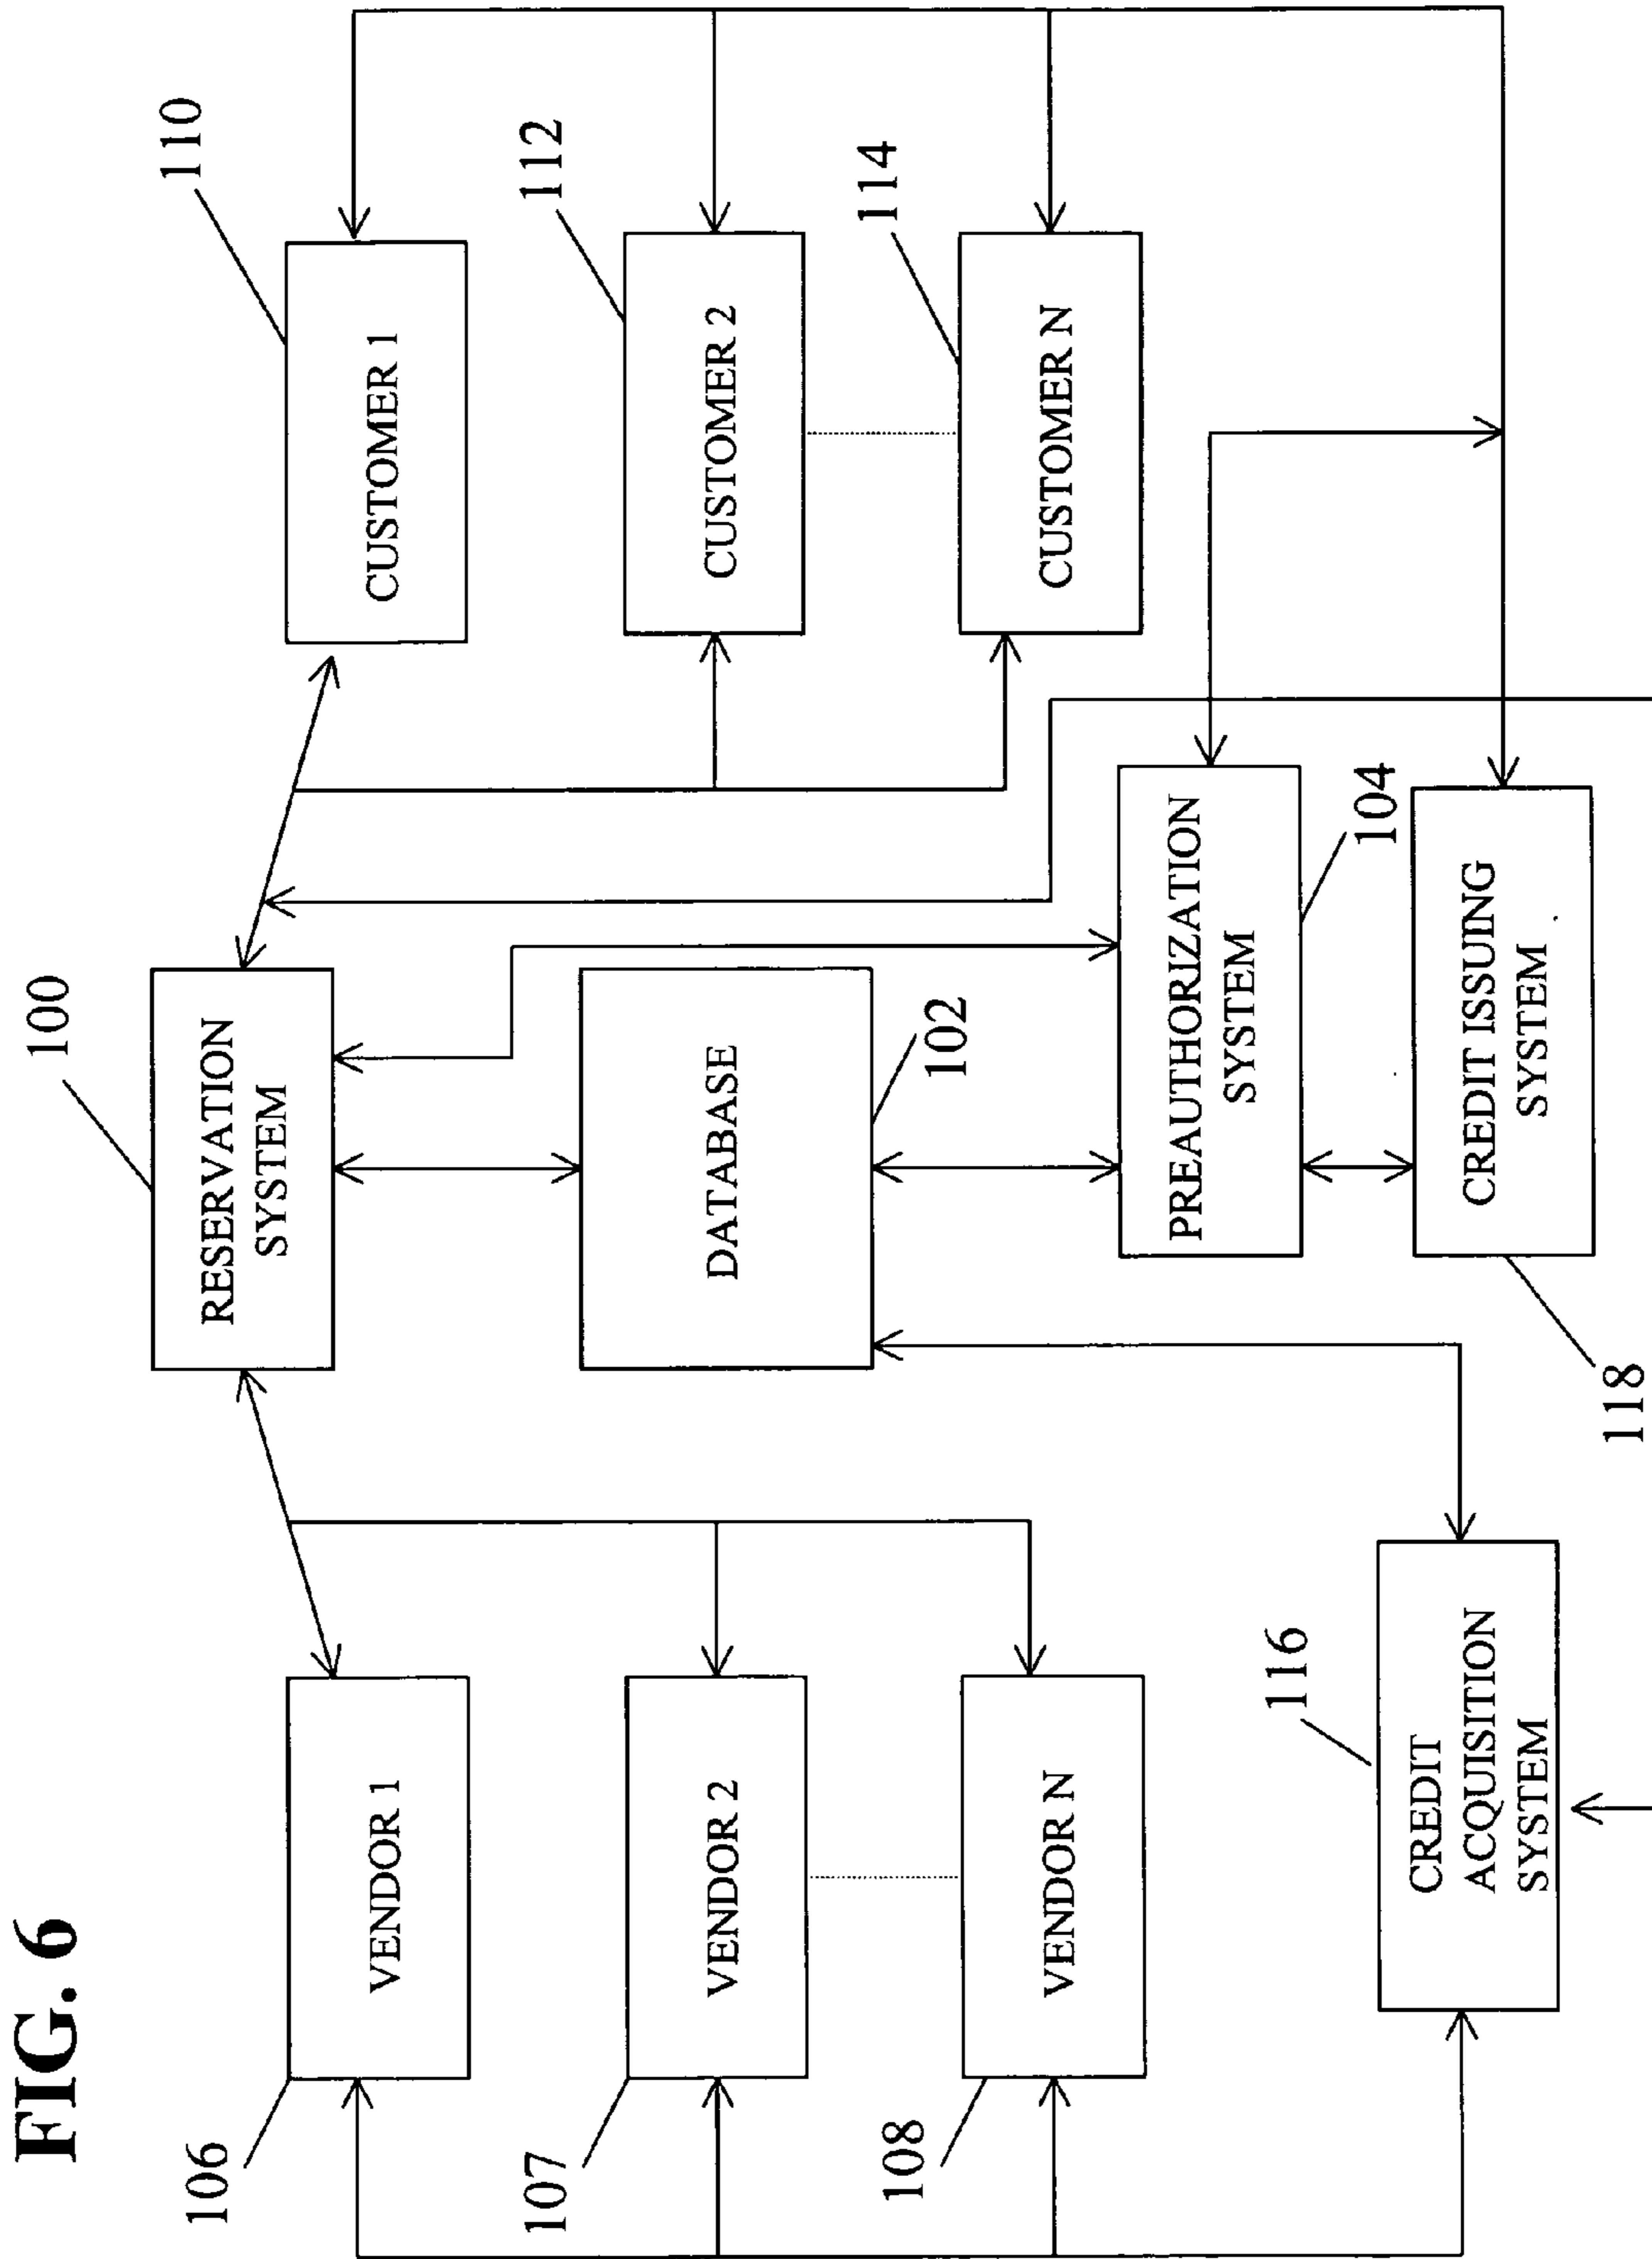 FIG. 6
100
RESERVATION
SYSTEM
106
VENDOR 1
110
CUSTOMER 1
107
VENDOR 2
DATABASE
102
112
CUSTOMER 2
108
VENDOR N
114
CUSTOMER N
PREAUTHORIZATION
SYSTEM
104
116
CREDIT
ACQUISITION
SYSTEM
CREDIT ISSUING
SYSTEM
118